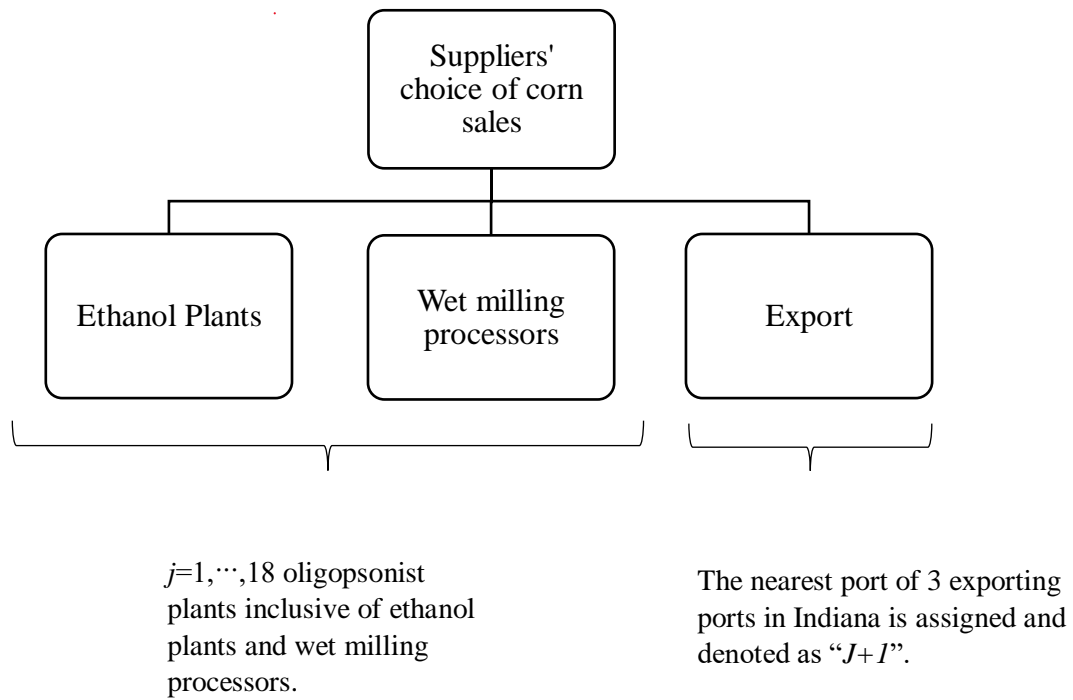 Suppliers'
choice of corn
sales
Ethanol Plants
Wet milling
processors
Export
j=1,⋯,18 oligopsonist
plants inclusive of ethanol
plants and wet milling
processors.
The nearest port of 3 exporting
ports in Indiana is assigned and
denoted as “J+1”.